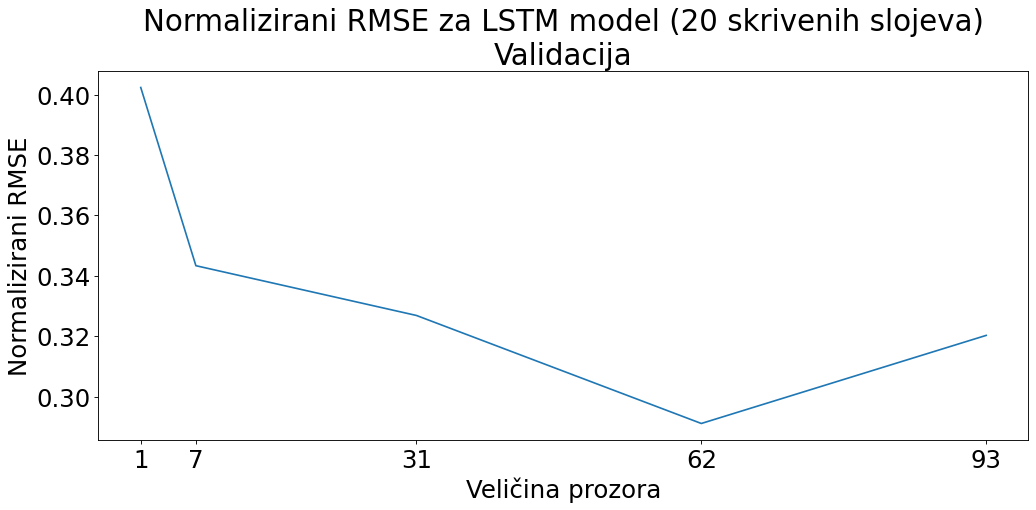 Normalizirani RMSE za LSTM model (20 skrivenih slojeva)
Validacija
Normalizirani RMSE
0.40
0.38
0.36
0.34
0.32
0.30
1 7 31 62 93
Veličina prozora